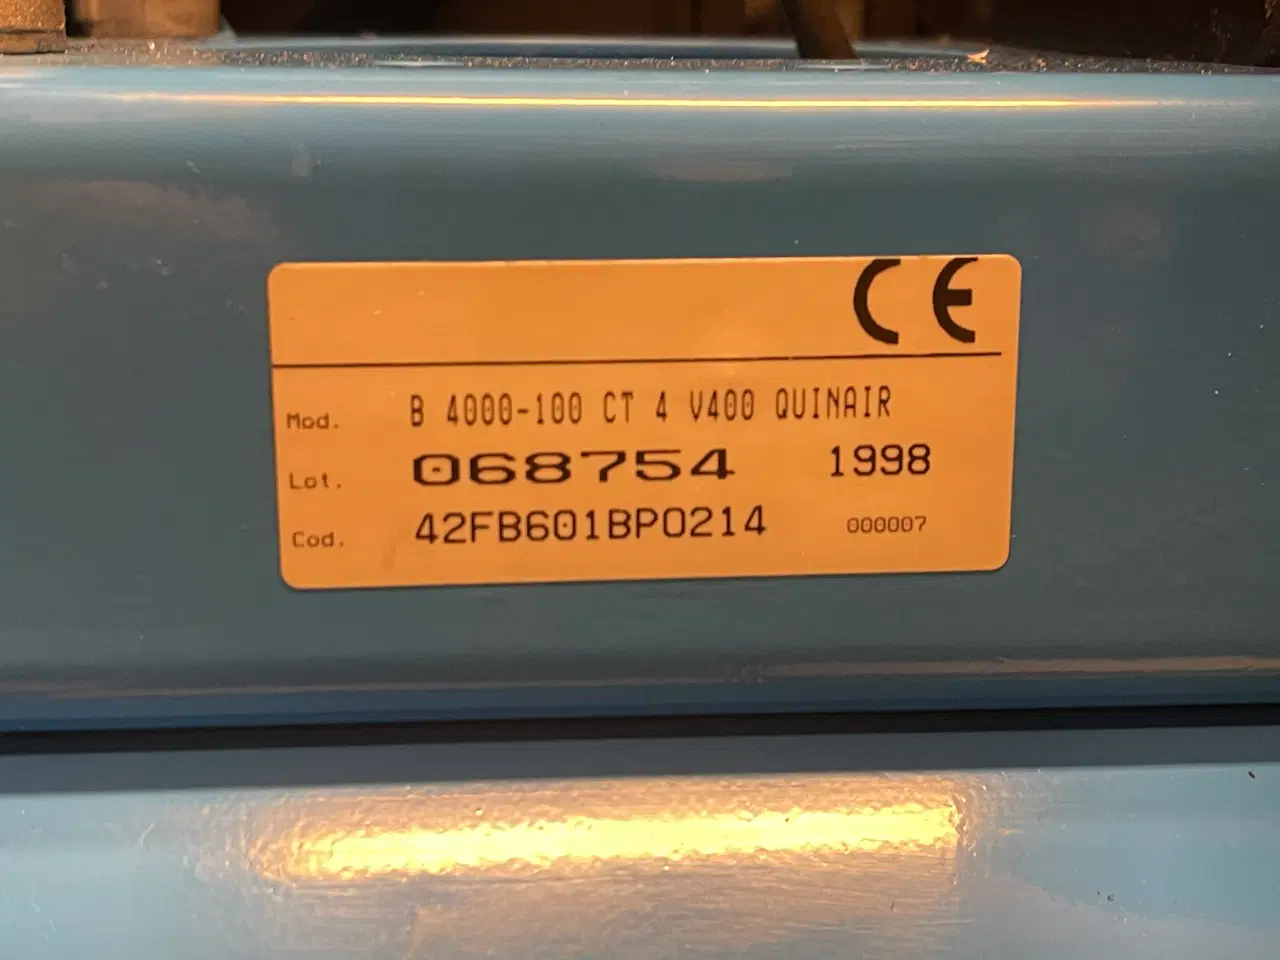 CE
Mod. B 4000-100 CT 4 V400 QUINAIR
Lot. 068754 1998
Cod. 42FB601BP0214 000007